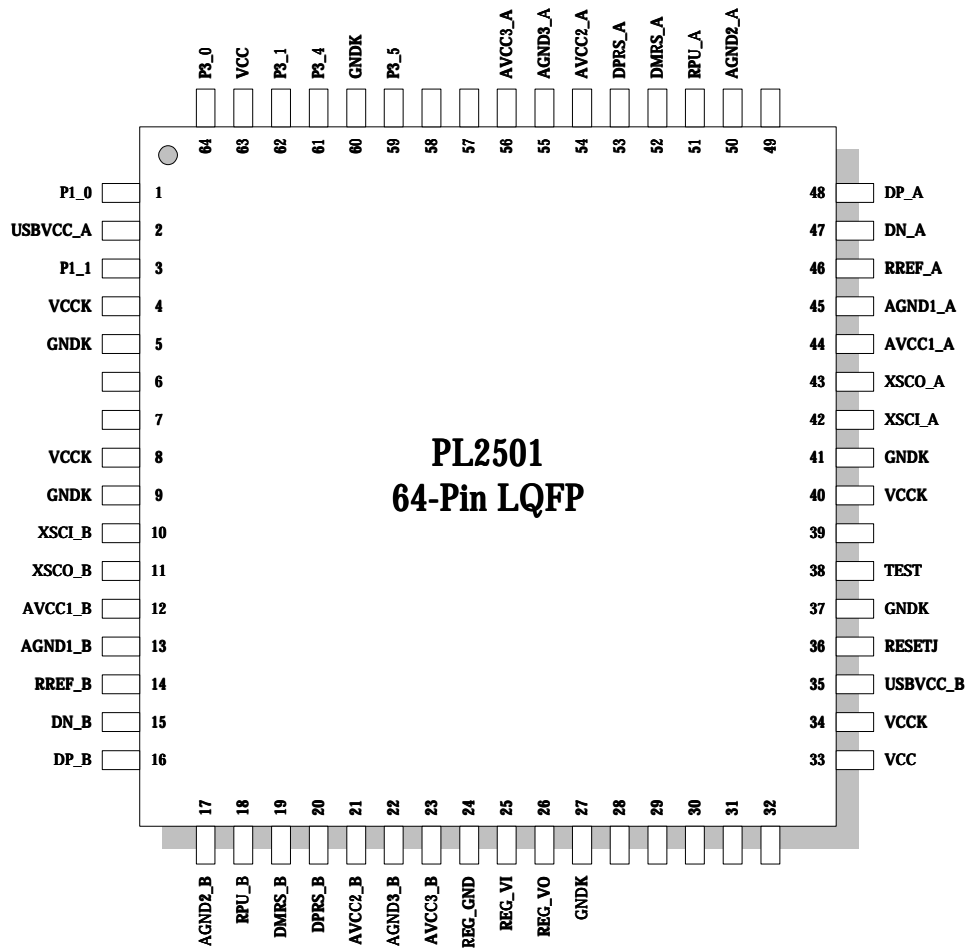 P3_0 VCC P3_1 P3_4 GNDK P3_5 AVCC3_A AGND3_A AVCC2_A DPRS_A DMRS_A RPU_A AGND2_A
64 63 62 61 60 59 58 57 56 55 54 53 52 51 50 49
P1_0 1 48 DP_A
USBVCC_A 2 47 DN_A
P1_1 3 46 RREF_A
VCCK 4 45 AGND1_A
GNDK 5 44 AVCC1_A
6 43 XSCO_A
7 42 XSCI_A
VCCK 8 41 GNDK
GNDK 9 40 VCCK
XSCI_B 10 39
XSCO_B 11 38 TEST
AVCC1_B 12 37 GNDK
AGND1_B 13 36 RESETJ
RREF_B 14 35 USBVCC_B
DN_B 15 34 VCCK
DP_B 16 33 VCC
PL2501
64-Pin LQFP
17 18 19 20 21 22 23 24 25 26 27 28 29 30 31 32
AGND2_B RPU_B DMRS_B DPRS_B AVCC2_B AGND3_B AVCC3_B REG_GND REG_VI REG_VO GNDK